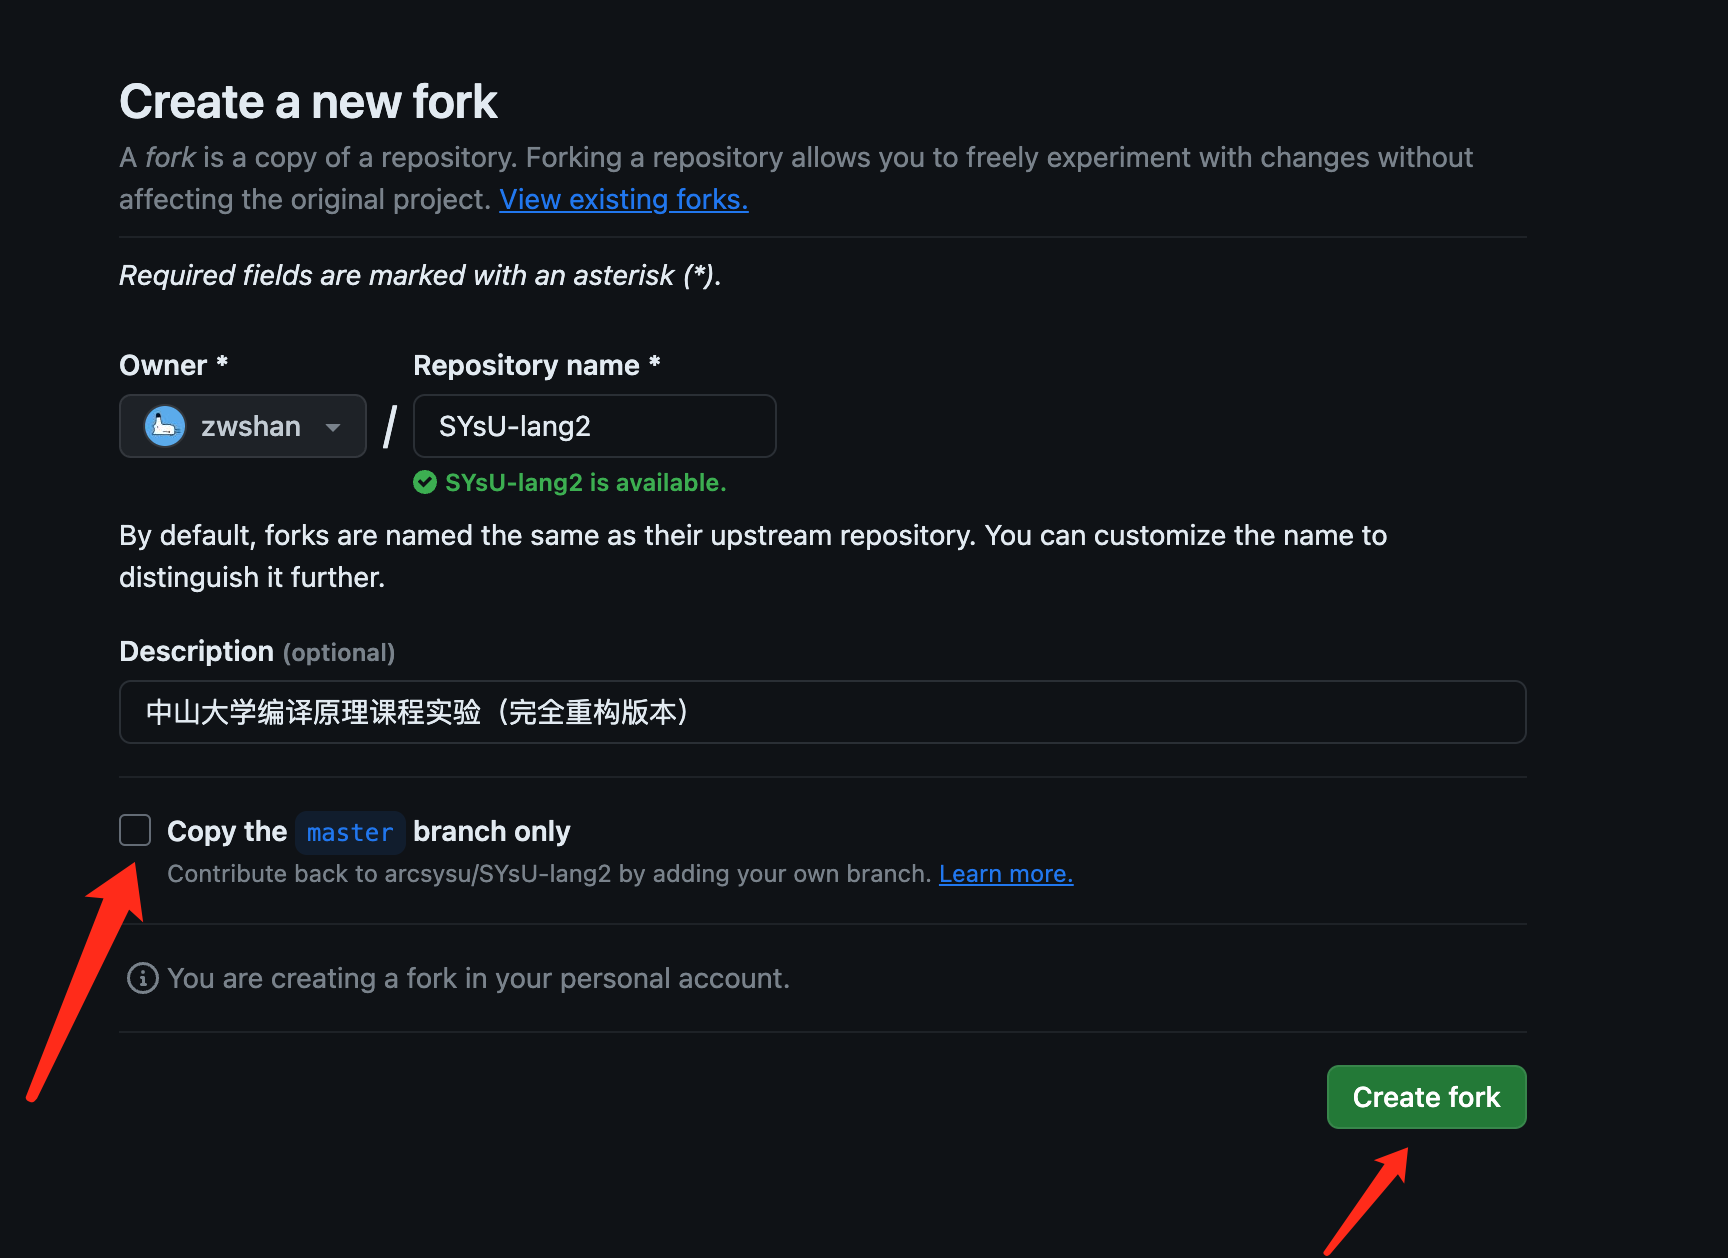 Create a new fork
A fork is a copy of a repository. Forking a repository allows you to freely experiment with changes without
affecting the original project. View existing forks.
Required fields are marked with an asterisk (*).
Owner *
Repository name *
zwshan
/
SYsU-lang2
SYsU-lang2 is available.
By default, forks are named the same as their upstream repository. You can customize the name to
distinguish it further.
Description (optional)
中山大学编译原理课程实验（完全重构版本）
Copy the master branch only
Contribute back to arcsysu/SYsU-lang2 by adding your own branch. Learn more.
You are creating a fork in your personal account.
Create fork